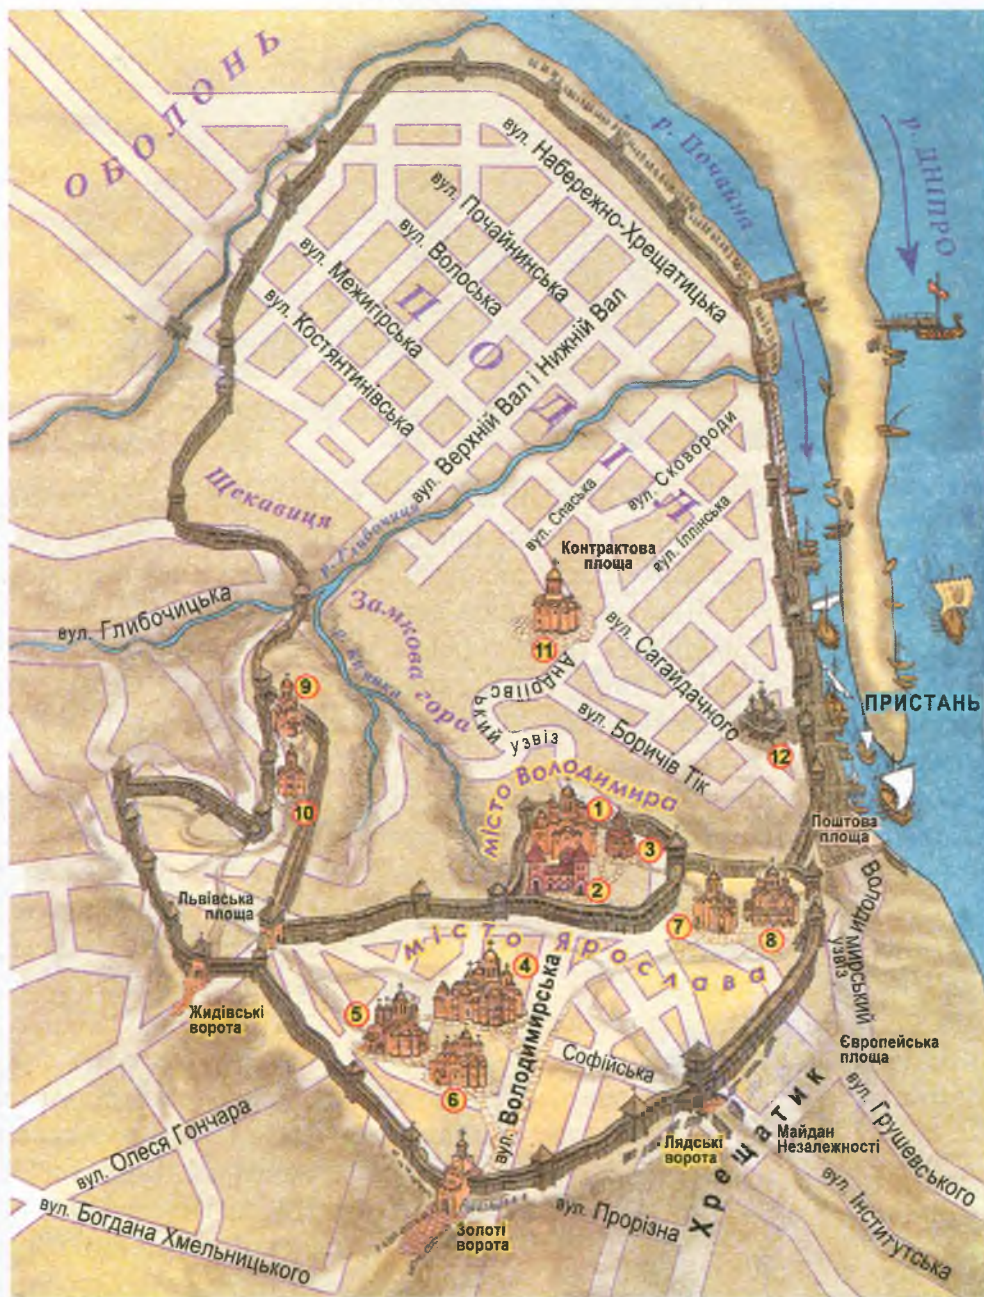 ОБОЛОНЬ
р. Почайна
р. ДНІПРО
вул. Набережно-Хрещатицька
вул. Почайнинська
вул. Волоська
вул. Межигірська
вул. Костянтинівська
ПОДІЛ
вул. Верхній Вал і Нижній Вал
Щекавиця
р. Глибочиця
вул. Сковороди
вул. Спаська
вул. Іллінська
Контрактова
площа
вул. Глибочицька
Замкова гора
11
вул. Сагайдачного
Андріївський
узвіз
вул. Боричів Тік
ПРИСТАНЬ
9
10
12
місто Володимира
1
3
2
Поштова
площа
Львівська
площа
7
8
Володимирський
узвіз
місто Ярослава
4
5
6
Жидівські
ворота
вул. Володимирська
Софійська
Європейська
площа
Хрещатик
вул. Грушевського
Майдан
Незалежності
Лядські
ворота
вул. Олеся Гончара
вул. Богдана Хмельницького
Золоті
ворота
вул. Прорізна
вул. Інститутська